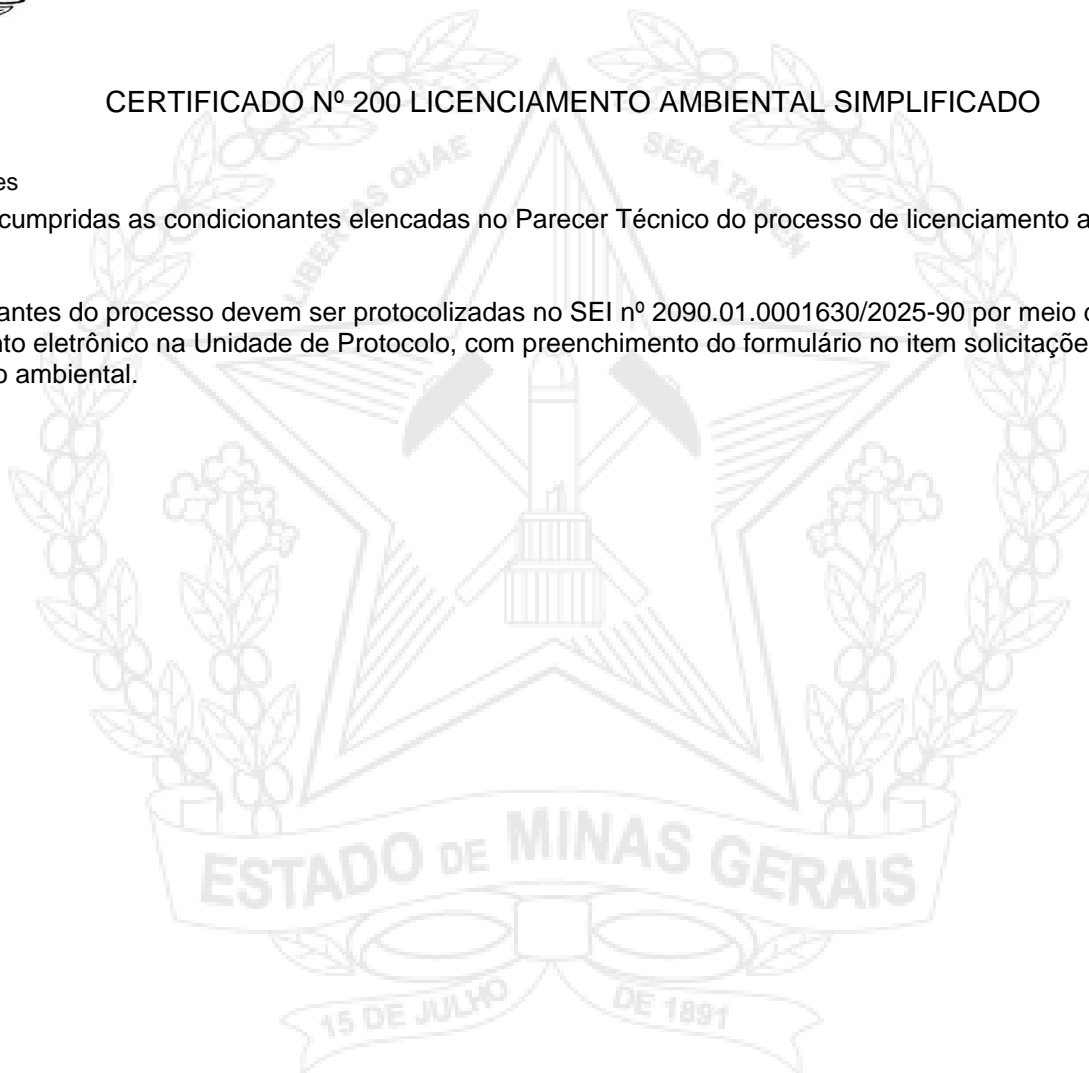 CERTIFICADO Nº 200 LICENCIAMENTO AMBIENTAL SIMPLIFICADO
es
cumpridas as condicionantes elencadas no Parecer Técnico do processo de licenciamento a
antes do processo devem ser protocolizadas no SEI nº 2090.01.0001630/2025-90 por meio
nto eletrônico na Unidade de Protocolo, com preenchimento do formulário no item solicitaçõe
o ambiental.
LIBERTAS QUAE SERA TAMEN
ESTADO DE MINAS GERAIS
15 DE JULHO DE 1891